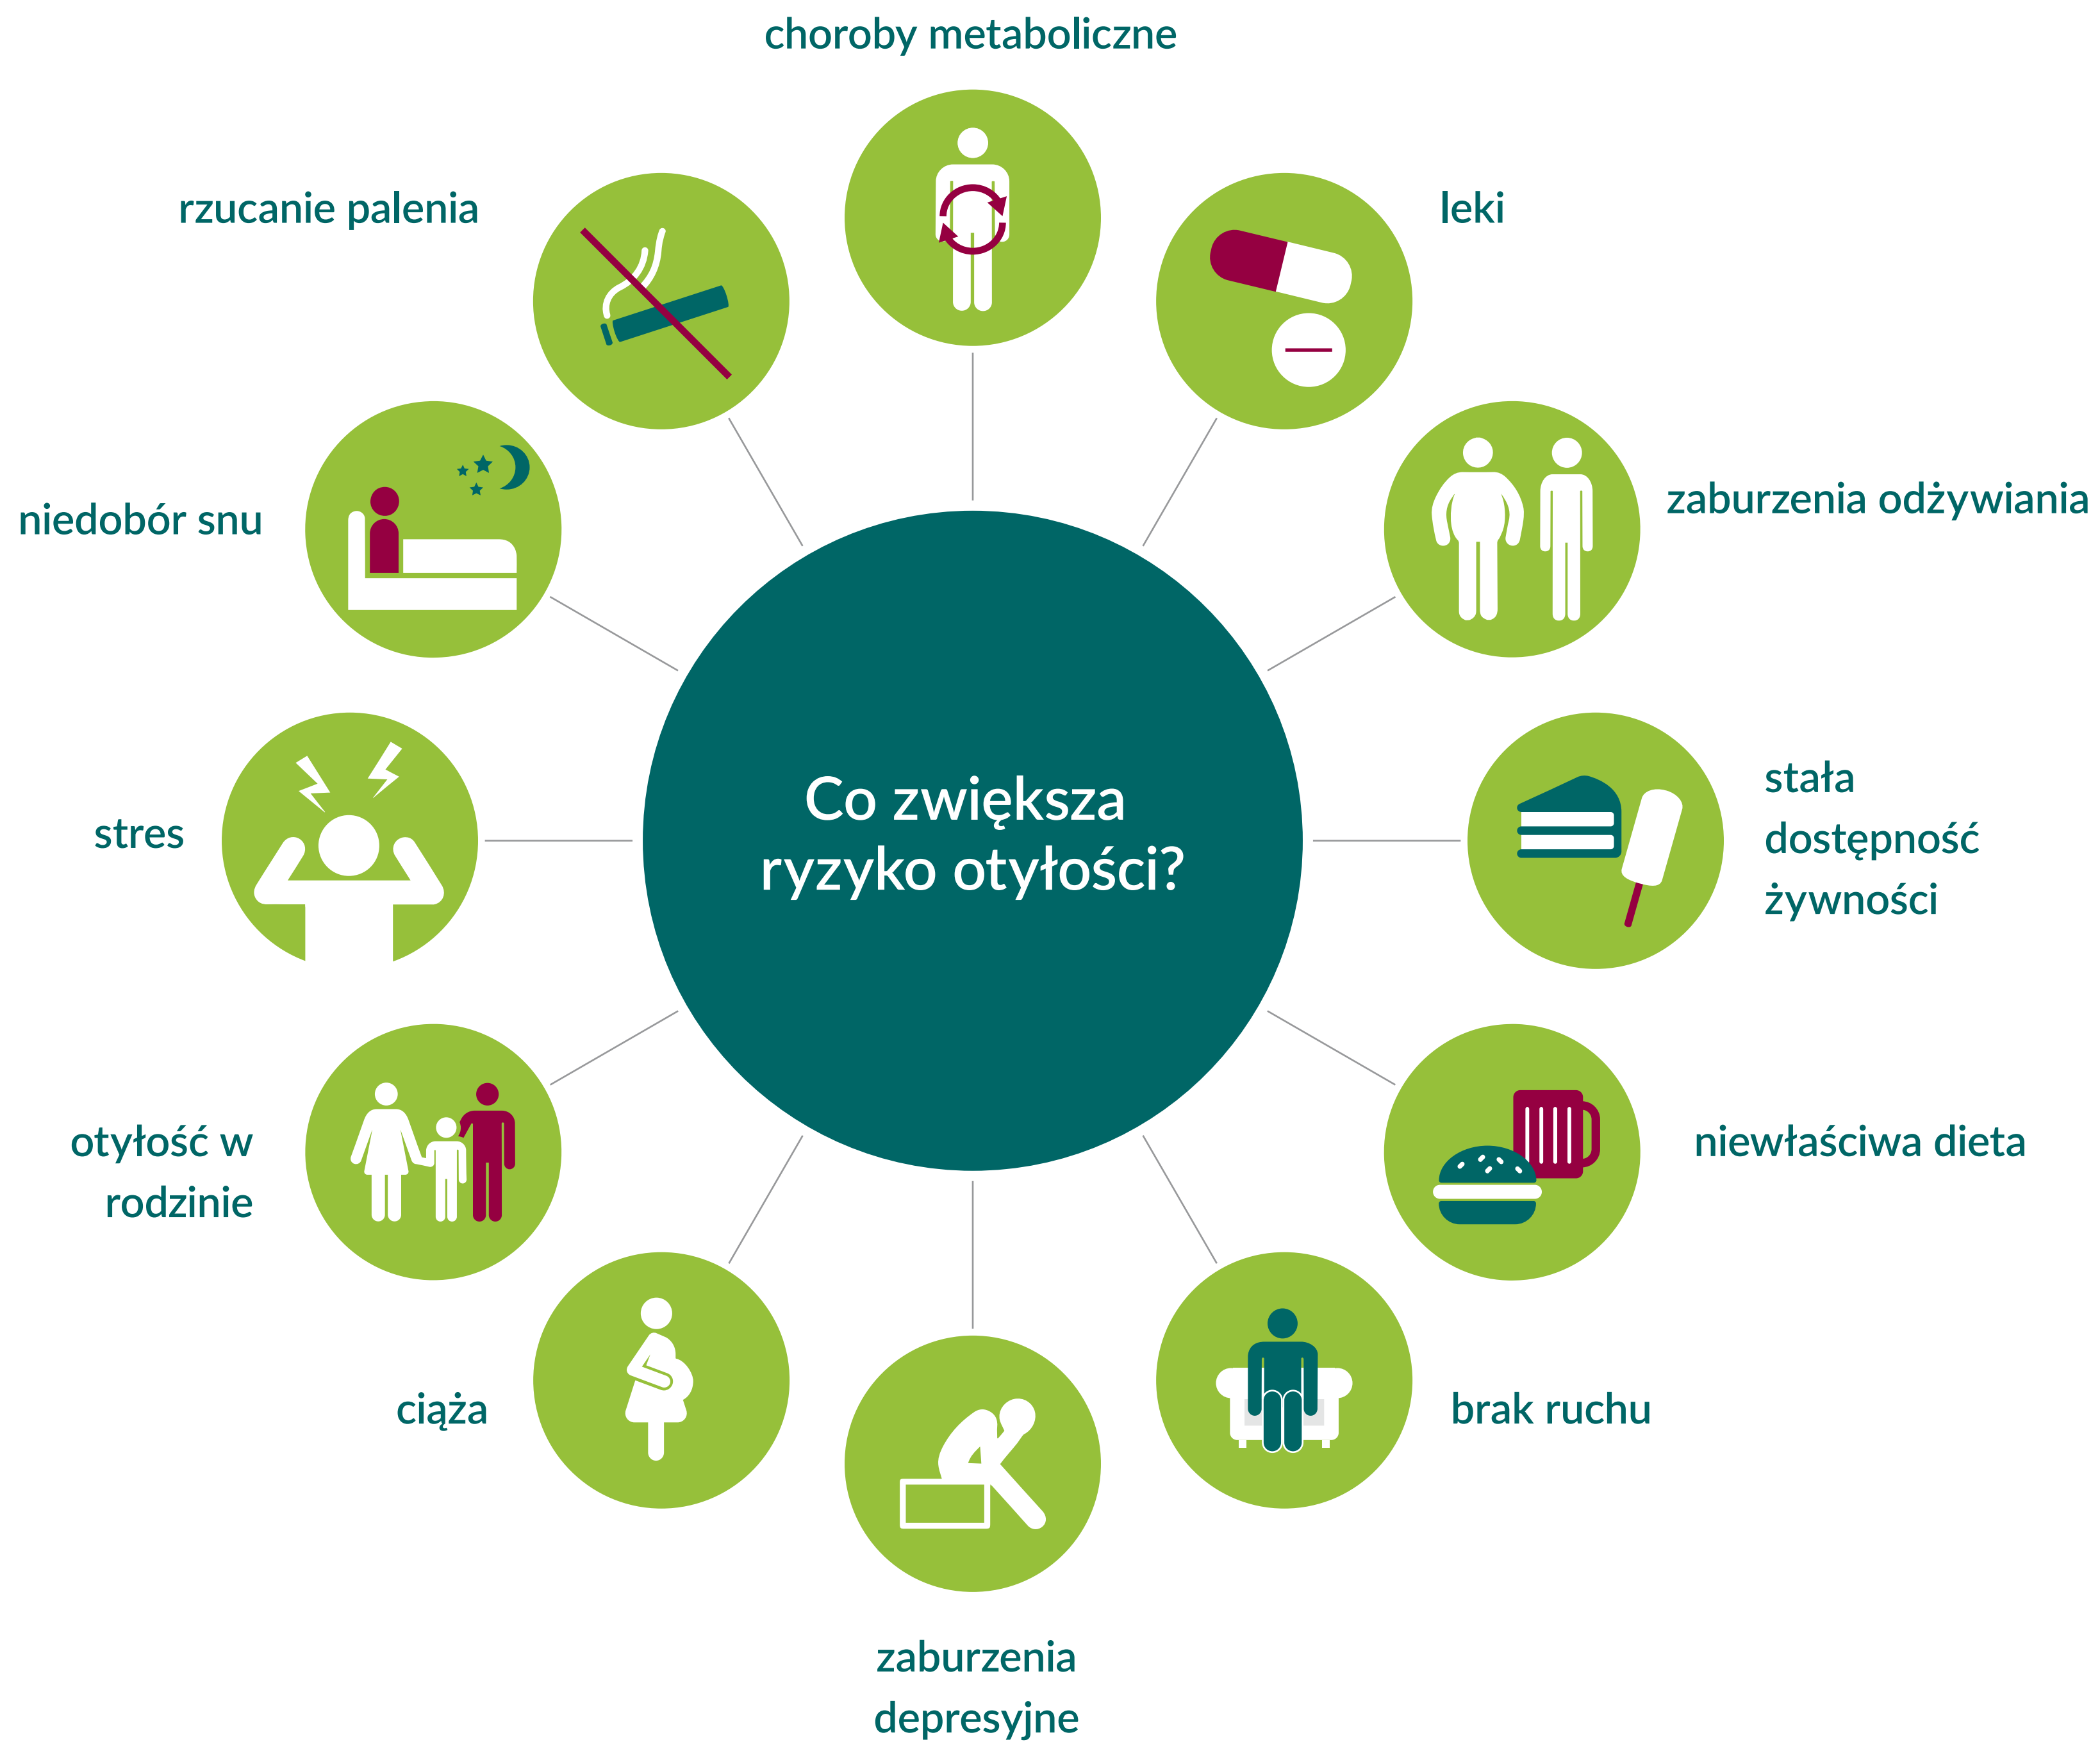 choroby metaboliczne
rzucanie palenia
leki
zaburzenia odżywiania
niedobór snu
stała
dostępność
żywności
stres
Co zwiększa
ryzyko otyłości?
otyłość w
rodzinie
niewłaściwa dieta
ciąża
brak ruchu
zaburzenia
depresyjne